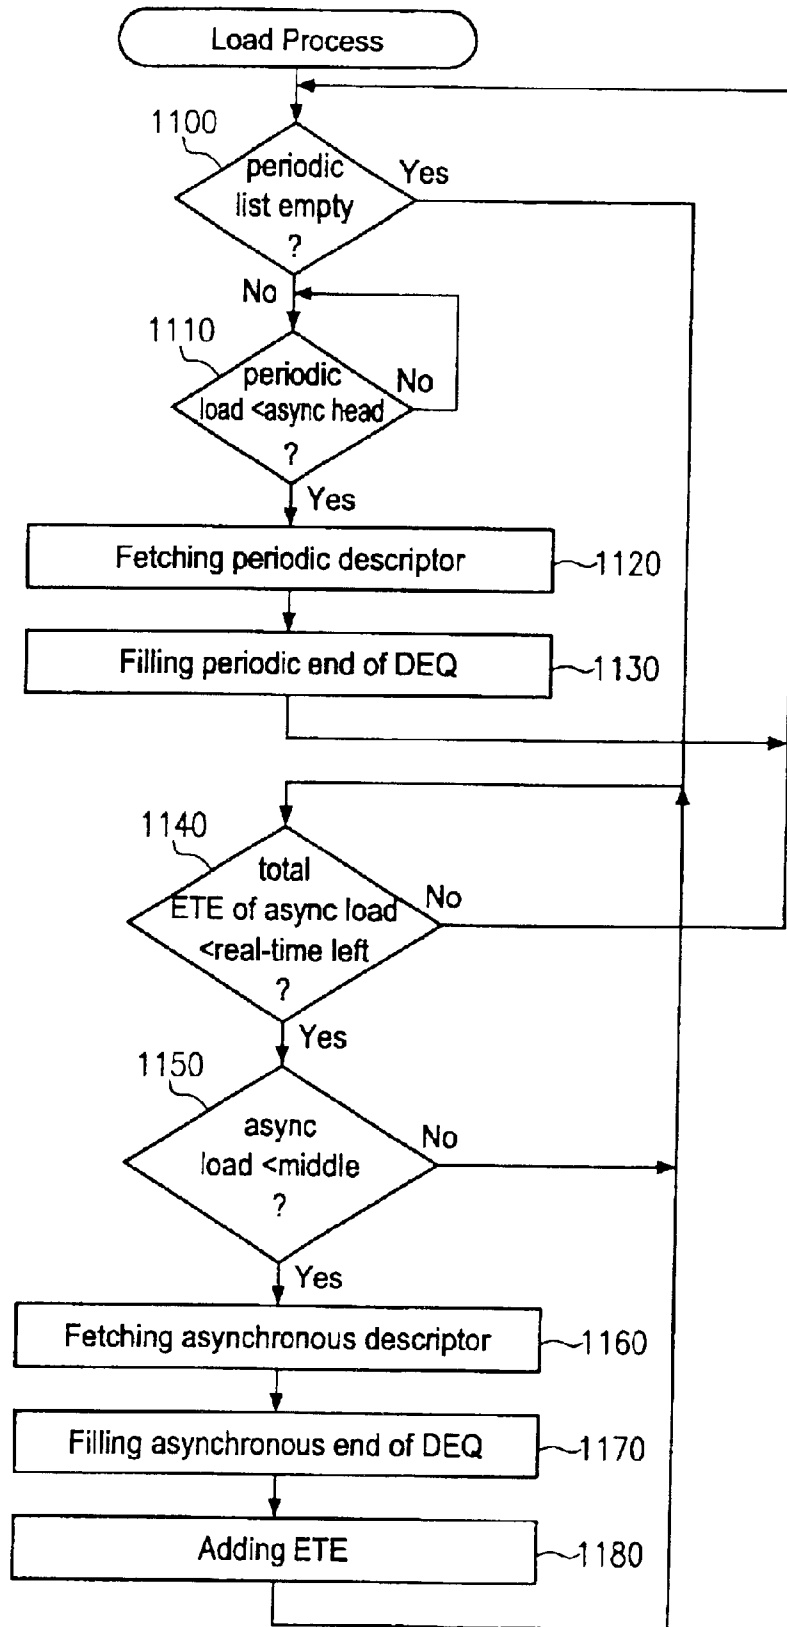 Load Process
1100
periodic
list empty
?
Yes
No
1110
periodic
load <async head
?
No
Yes
Fetching periodic descriptor
1120
Filling periodic end of DEQ
1130
1140
total
ETE of async load
<real-time left
?
No
Yes
1150
async
load <middle
?
No
Yes
Fetching asynchronous descriptor
1160
Filling asynchronous end of DEQ
1170
Adding ETE
1180